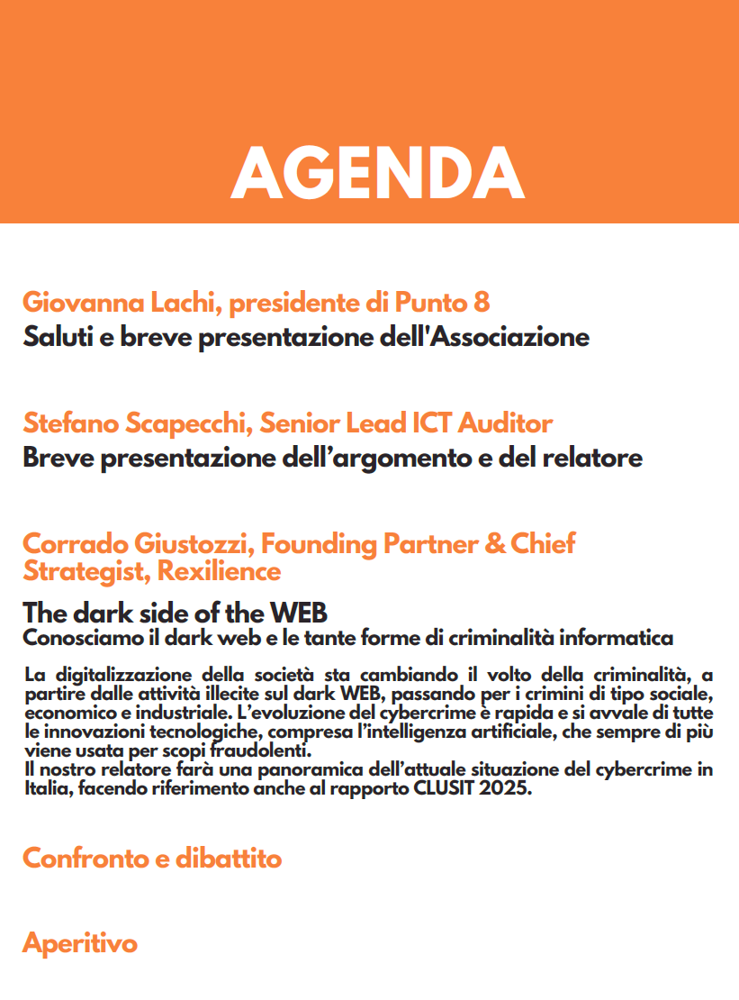 AGENDA
Giovanna Lachi, presidente di Punto 8
Saluti e breve presentazione dell'Associazione
Stefano Scapecchi, Senior Lead ICT Auditor
Breve presentazione dell’argomento e del relatore
Corrado Giustozzi, Founding Partner & Chief
Strategist, Rexilience
The dark side of the WEB
Conosciamo il dark web e le tante forme di criminalità informatica
La digitalizzazione della società sta cambiando il volto della criminalità, a
partire dalle attività illecite sul dark WEB, passando per i crimini di tipo sociale,
economico e industriale. L’evoluzione del cybercrime è rapida e si avvale di tutte
le innovazioni tecnologiche, compresa l’intelligenza artificiale, che sempre di più
viene usata per scopi fraudolenti.
Il nostro relatore farà una panoramica dell’attuale situazione del cybercrime in
Italia, facendo riferimento anche al rapporto CLUSIT 2025.
Confronto e dibattito
Aperitivo